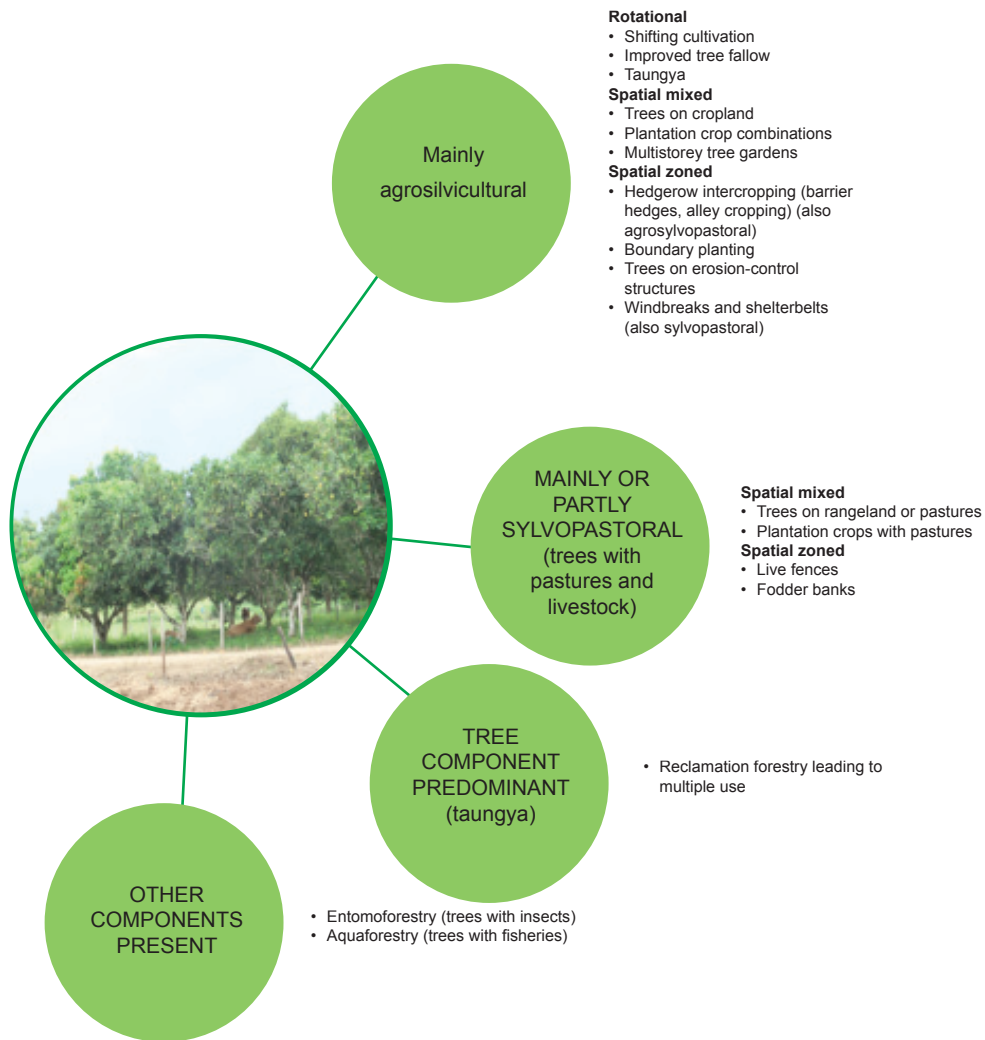 Mainly
agrosilvicultural
Rotational
• Shifting cultivation
• Improved tree fallow
• Taungya
Spatial mixed
• Trees on cropland
• Plantation crop combinations
• Multistorey tree gardens
Spatial zoned
• Hedgerow intercropping (barrier
hedges, alley cropping) (also
agrosylvopastoral)
• Boundary planting
• Trees on erosion-control
structures
• Windbreaks and shelterbelts
(also sylvopastoral)
MAINLY OR
PARTLY
SYLVOPASTORAL
(trees with
pastures and
livestock)
Spatial mixed
• Trees on rangeland or pastures
• Plantation crops with pastures
Spatial zoned
• Live fences
• Fodder banks
TREE
COMPONENT
PREDOMINANT
(taungya)
• Reclamation forestry leading to
multiple use
OTHER
COMPONENTS
PRESENT
• Entomoforestry (trees with insects)
• Aquaforestry (trees with fisheries)